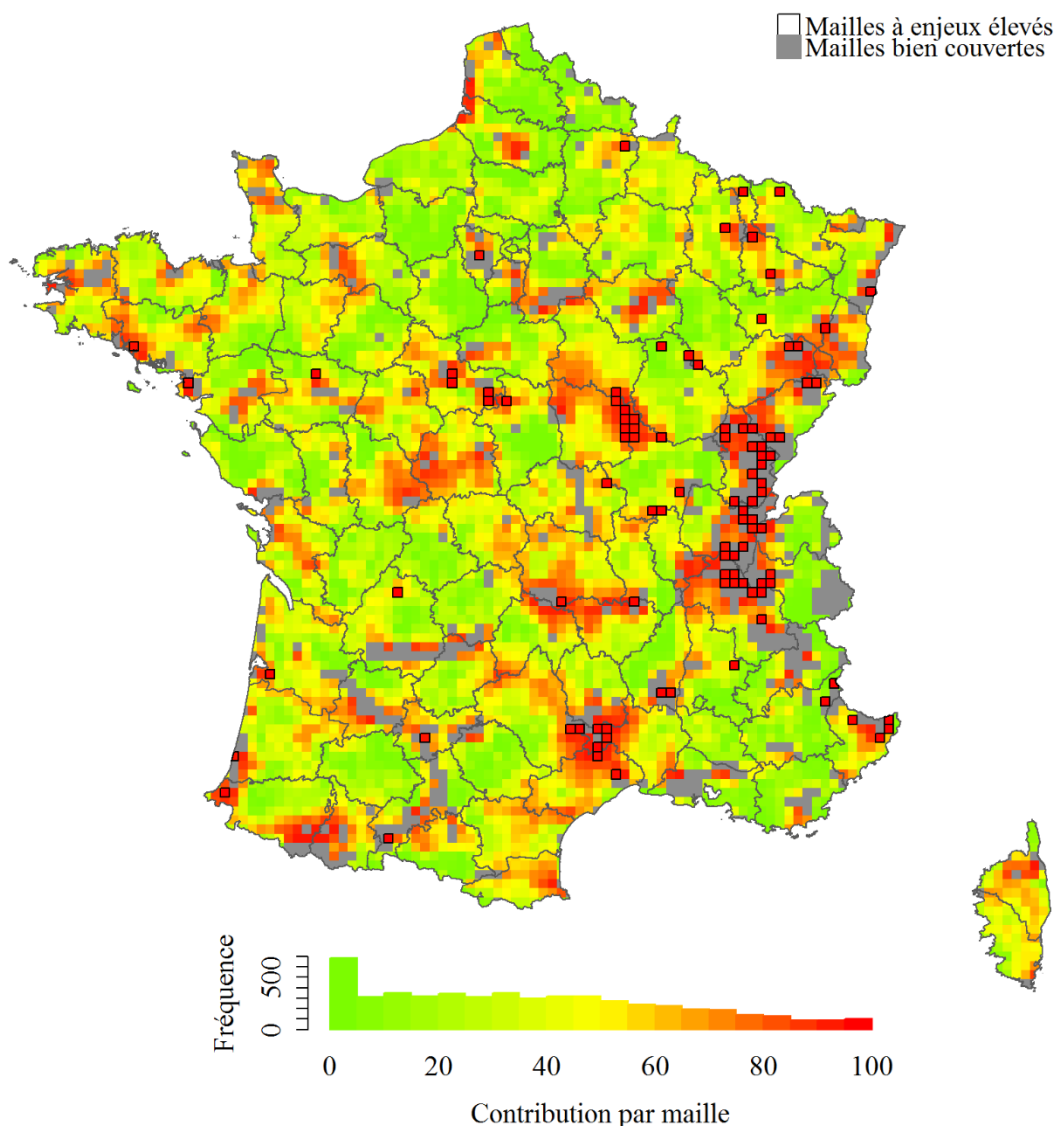 Mailles à enjeux élevés
Mailles bien couvertes
Fréquence
500
0
0 20 40 60 80 100
Contribution par maille